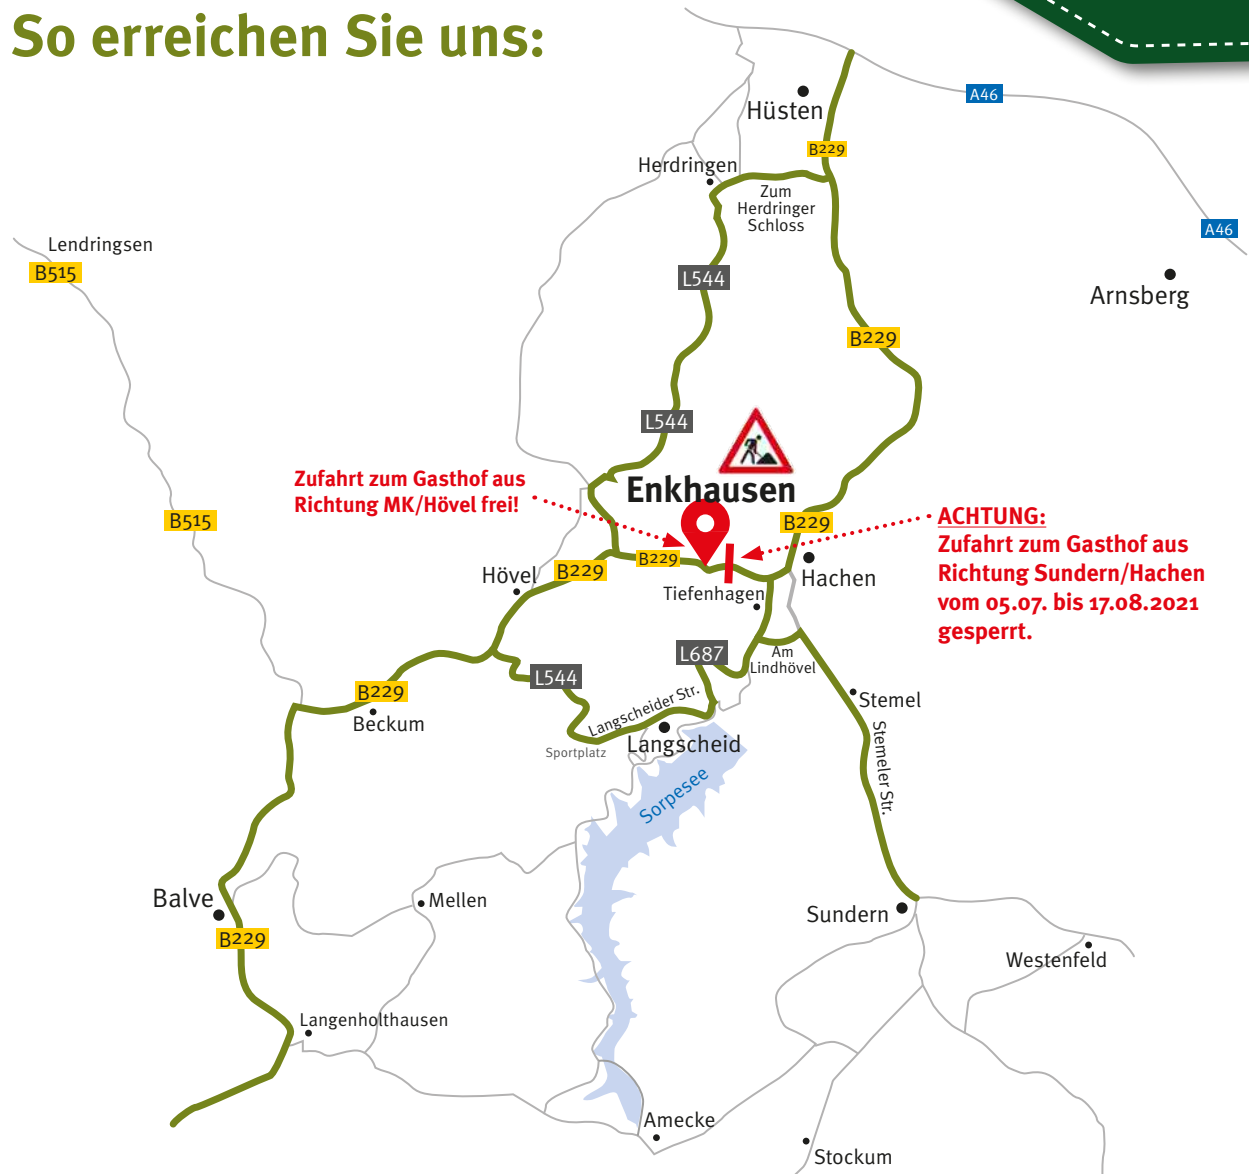 So erreichen Sie uns:
A46
Hüsten
B229
Herdringen
Zum
Herdringer
Schloss
A46
Lendringsen
B515
L544
Arnsberg
B229
L544
Zufahrt zum Gasthof aus
Richtung MK/Hövel frei!
Enkhausen
B515
B229
ACHTUNG:
Zufahrt zum Gasthof aus
Richtung Sundern/Hachen
vom 05.07. bis 17.08.2021
gesperrt.
B229
B229
Hövel
Hachen
Tiefenhagen
L687
Am
Lindhövel
L544
B229
Beckum
Stemel
Langscheider Str.
Sportplatz
Langscheid
Stemeler Str.
Sorpesee
Balve
Mellen
Sundern
B229
Westenfeld
Langenholthausen
Amecke
Stockum